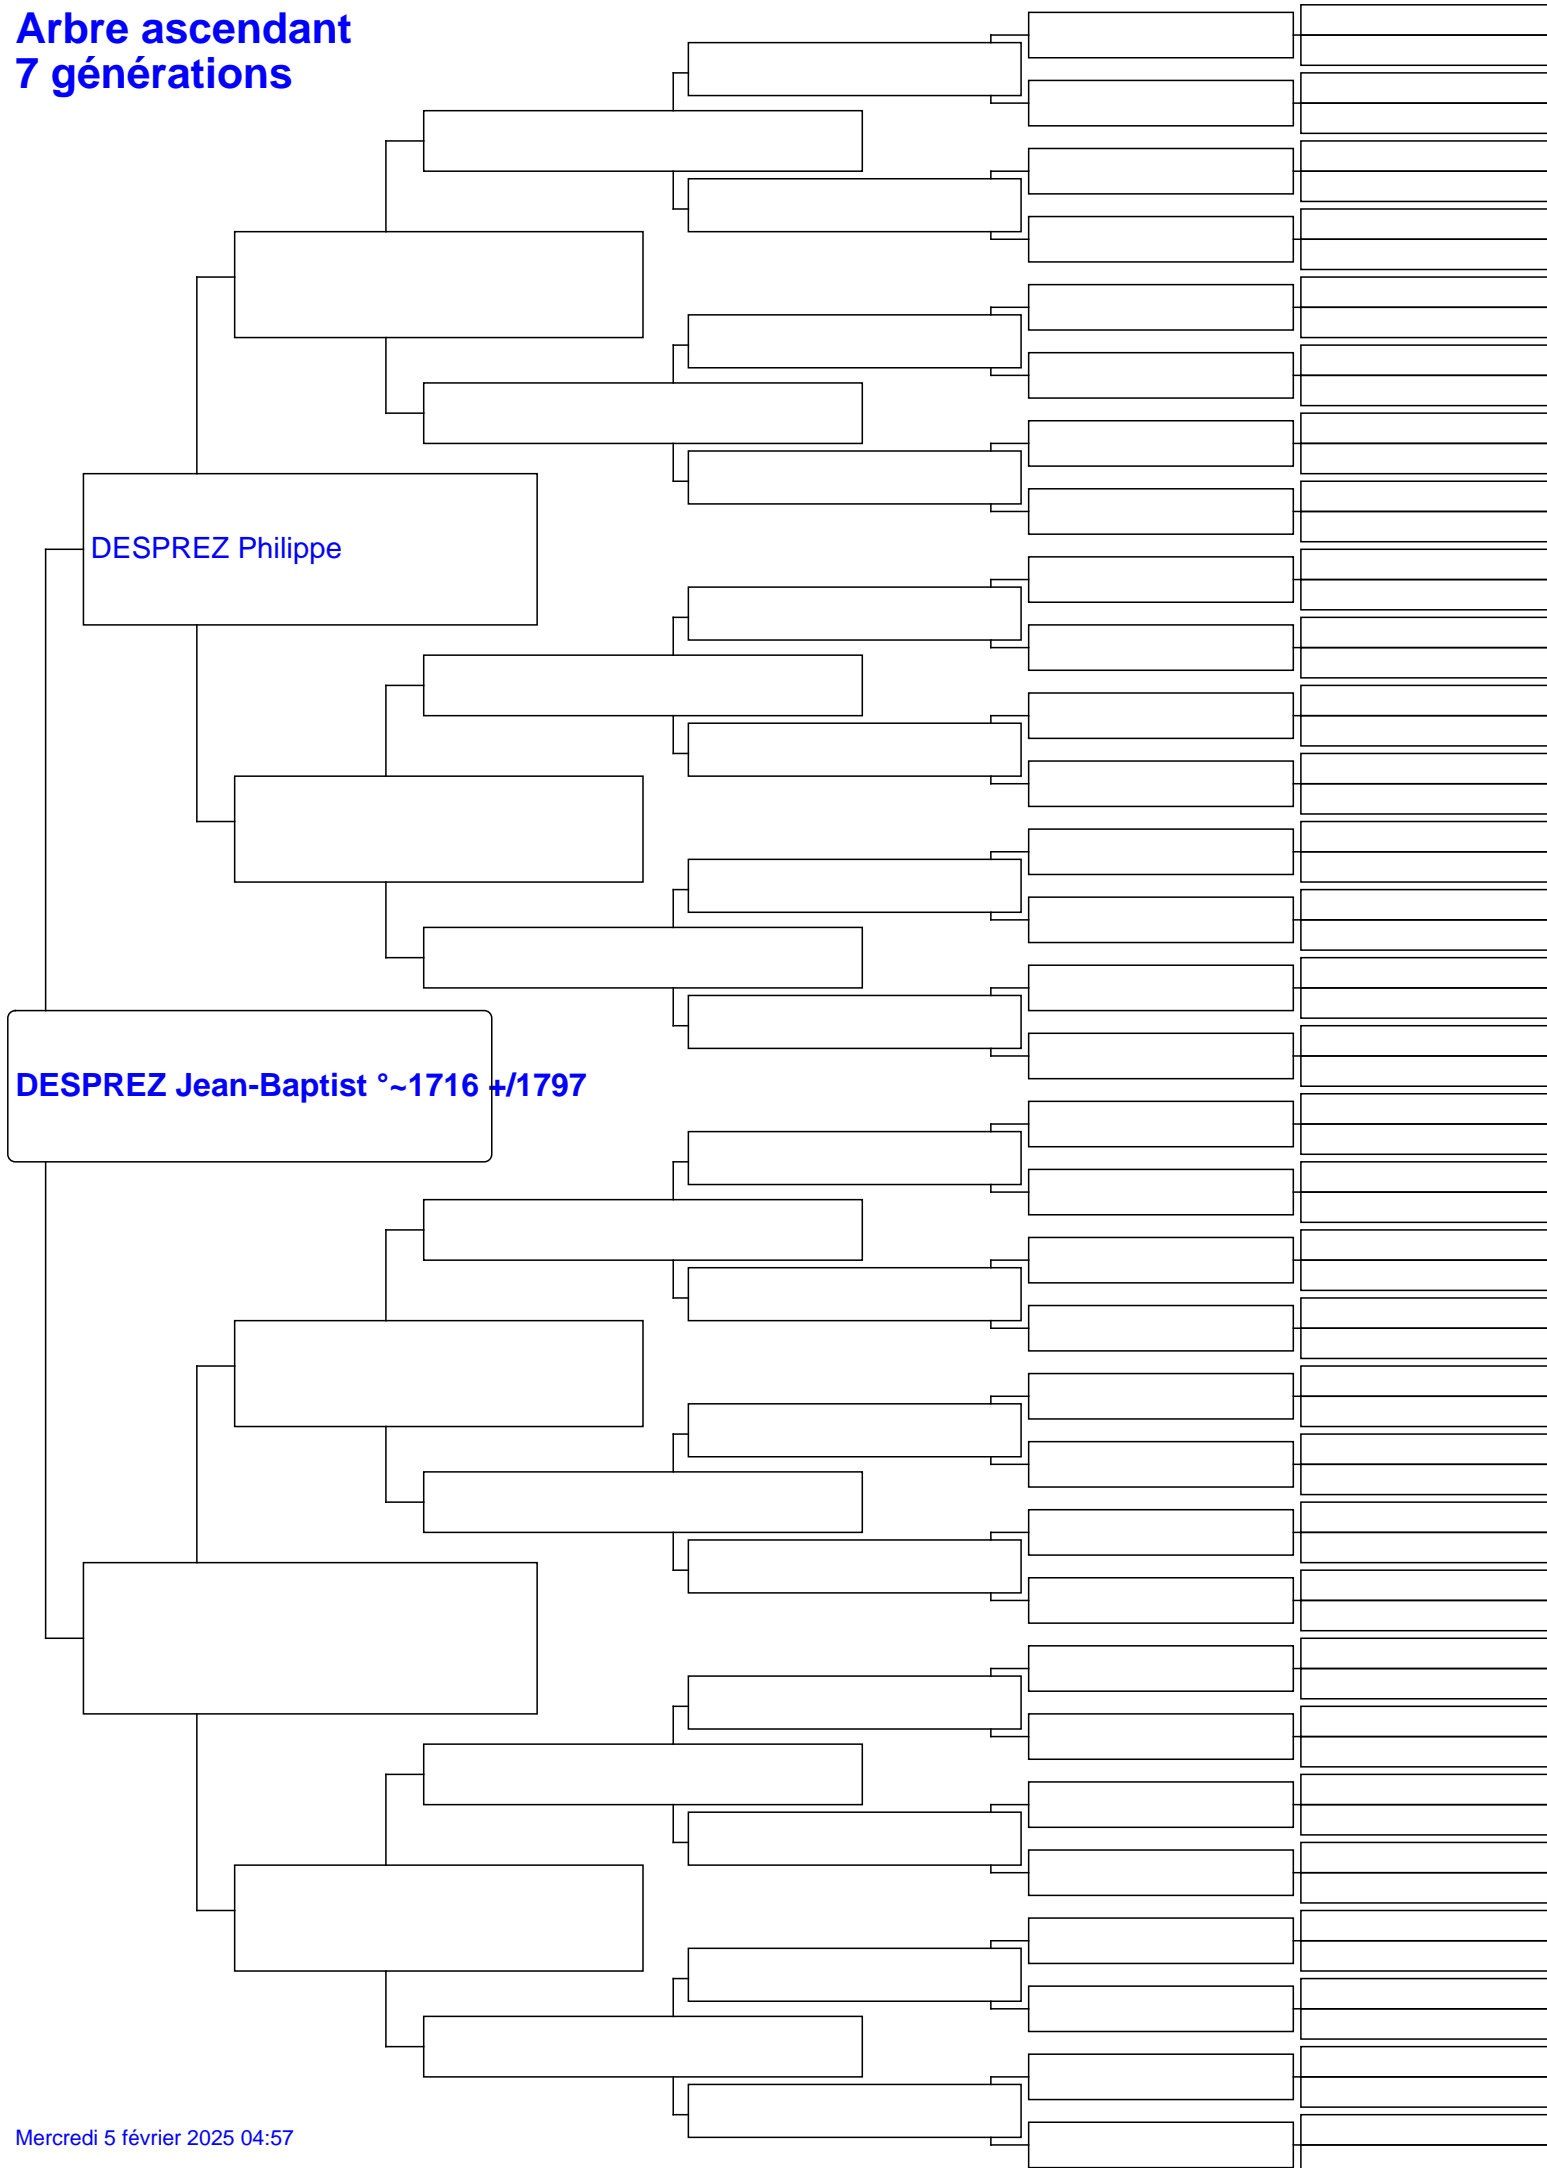 Arbre ascendant
7 générations
DESPREZ Philippe
DESPREZ Jean-Baptist °~1716 +/1797
Mercredi 5 février 2025 04:57